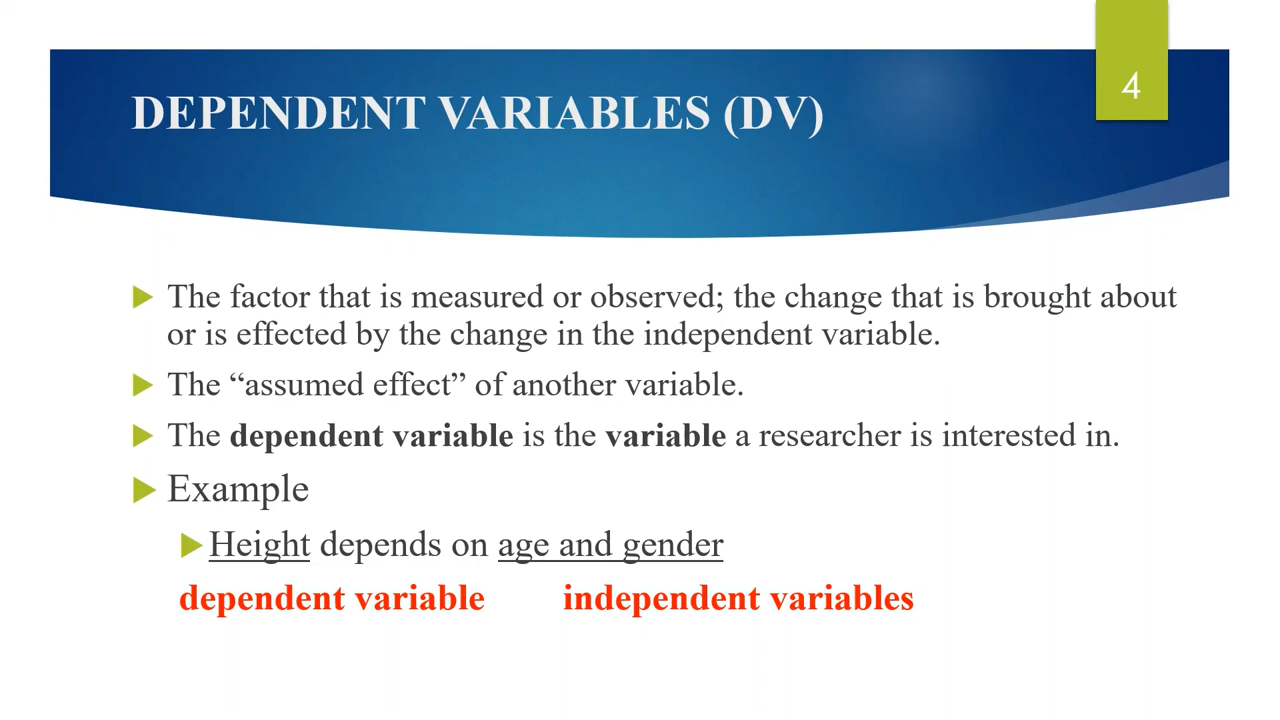 4
DEPENDENT VARIABLES (DV)
The factor that is measured or observed; the change that is brought about
or is effected by the change in the independent variable.
The “assumed effect” of another variable.
The dependent variable is the variable a researcher is interested in.
Example
Height depends on age and gender
dependent variable independent variables